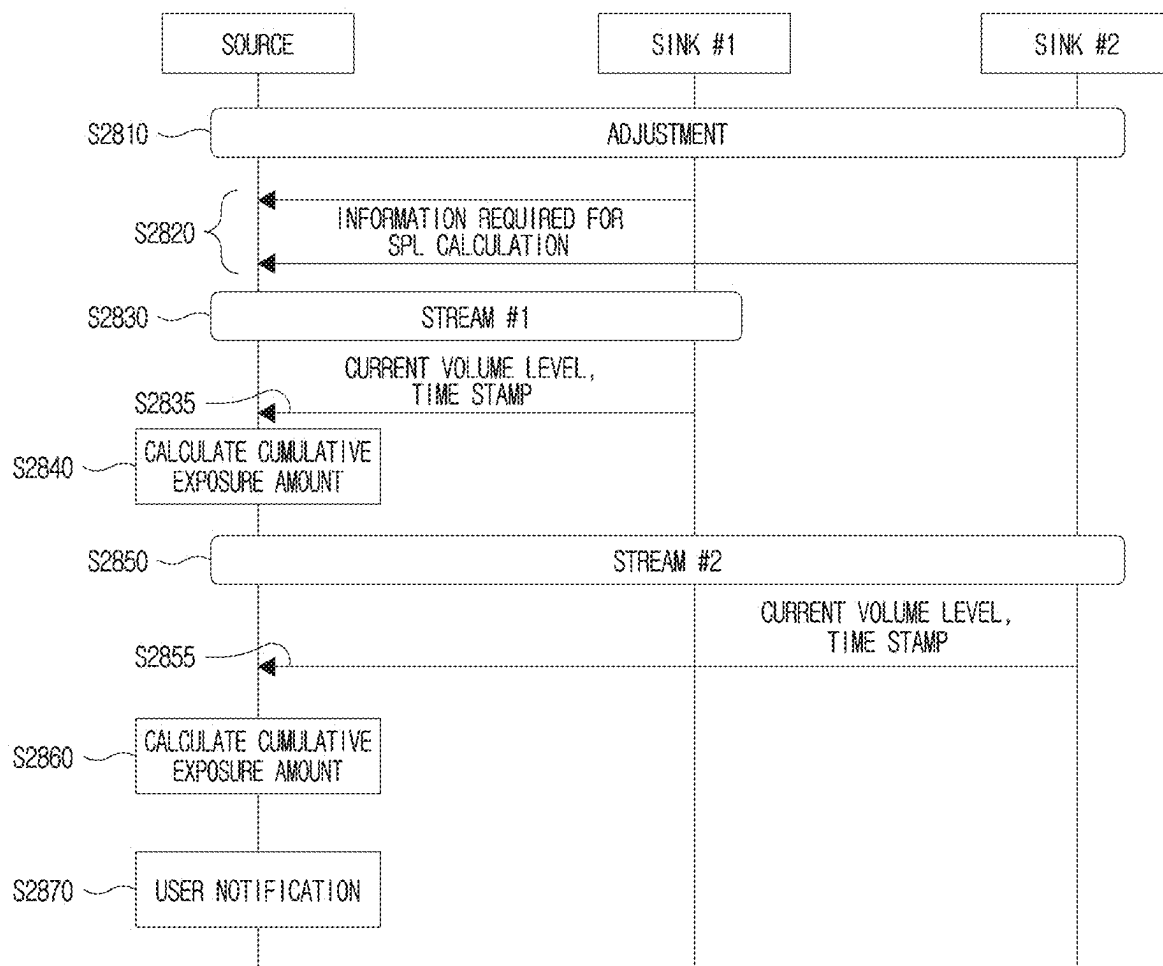 SOURCE
SINK #1
SINK #2
S2810
ADJUSTMENT
S2820
INFORMATION REQUIRED FOR
SPL CALCULATION
S2830
STREAM #1
CURRENT VOLUME LEVEL,
TIME STAMP
S2835
S2840
CALCULATE CUMULATIVE
EXPOSURE AMOUNT
S2850
STREAM #2
CURRENT VOLUME LEVEL,
TIME STAMP
S2855
S2860
CALCULATE CUMULATIVE
EXPOSURE AMOUNT
S2870
USER NOTIFICATION